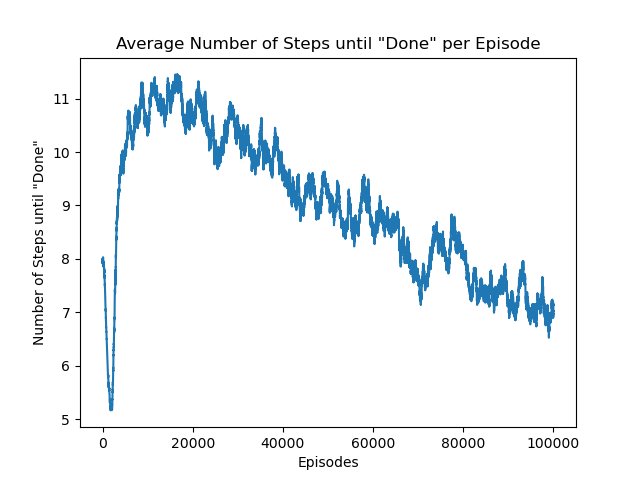 Average Number of Steps until "Done" per Episode
11
10
9
8
7
6
5
Number of Steps until "Done"
0 20000 40000 60000 80000 100000
Episodes